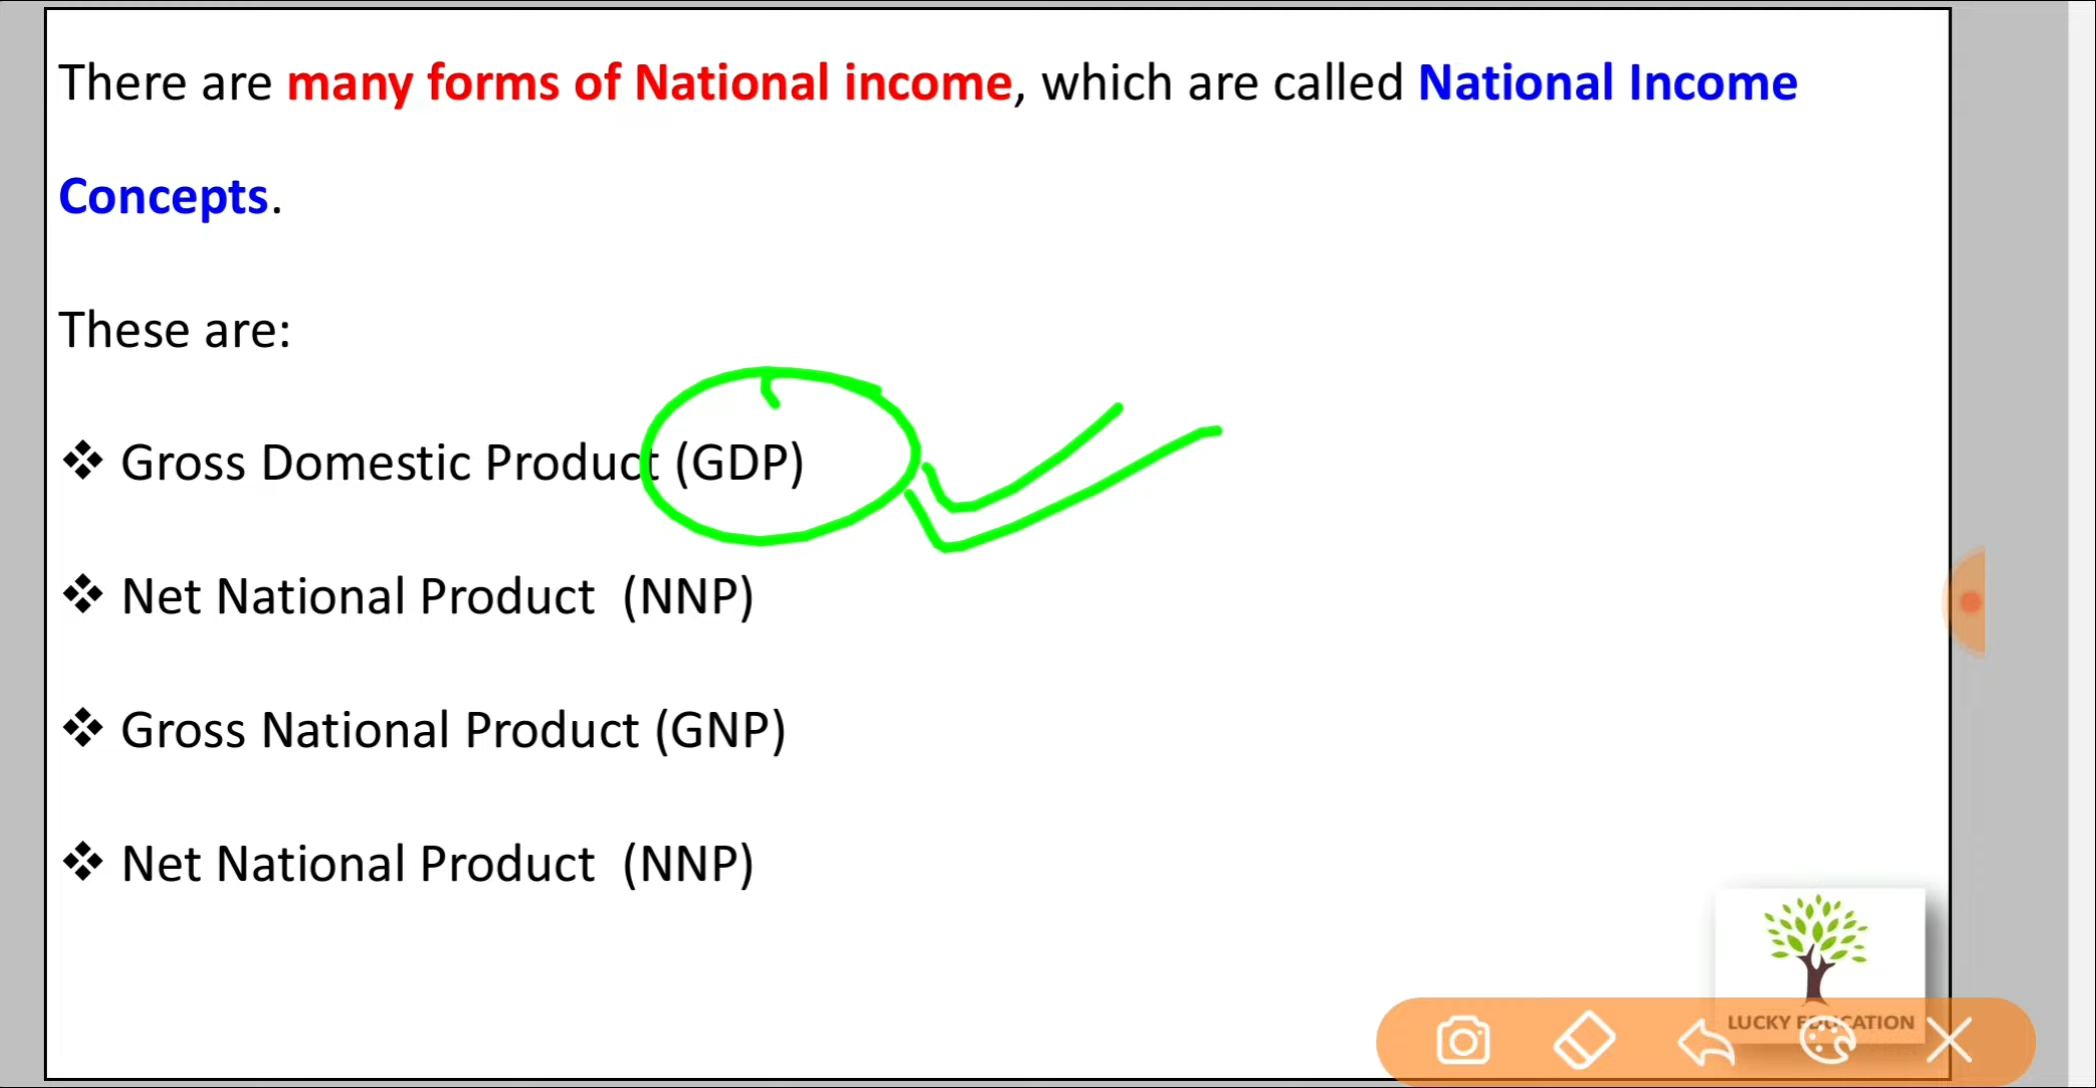 There are many forms of National income, which are called National Income
Concepts.
These are:
❖ Gross Domestic Product (GDP)
❖ Net National Product (NNP)
❖ Gross National Product (GNP)
❖ Net National Product (NNP)
LUCKY EDUCATION